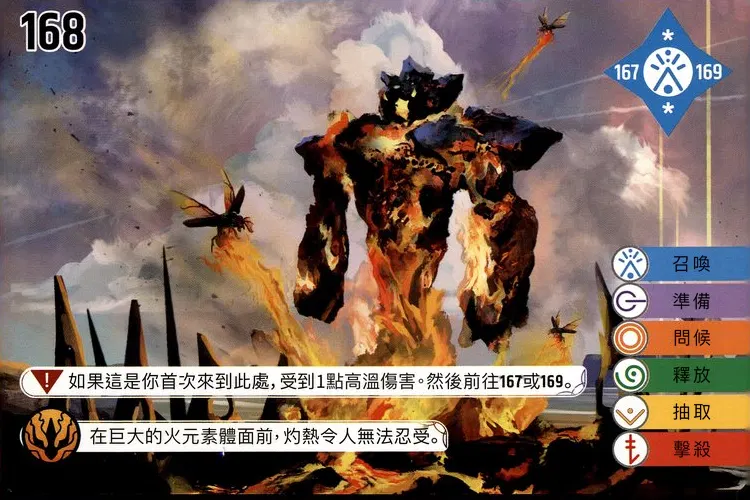 168
*
167
169
*
召喚
準備
問候
釋放
抽取
擊殺
如果這是你首次來到此處，受到1點高溫傷害。然後前往167或169。
在巨大的火元素體面前，灼熱令人無法忍受。